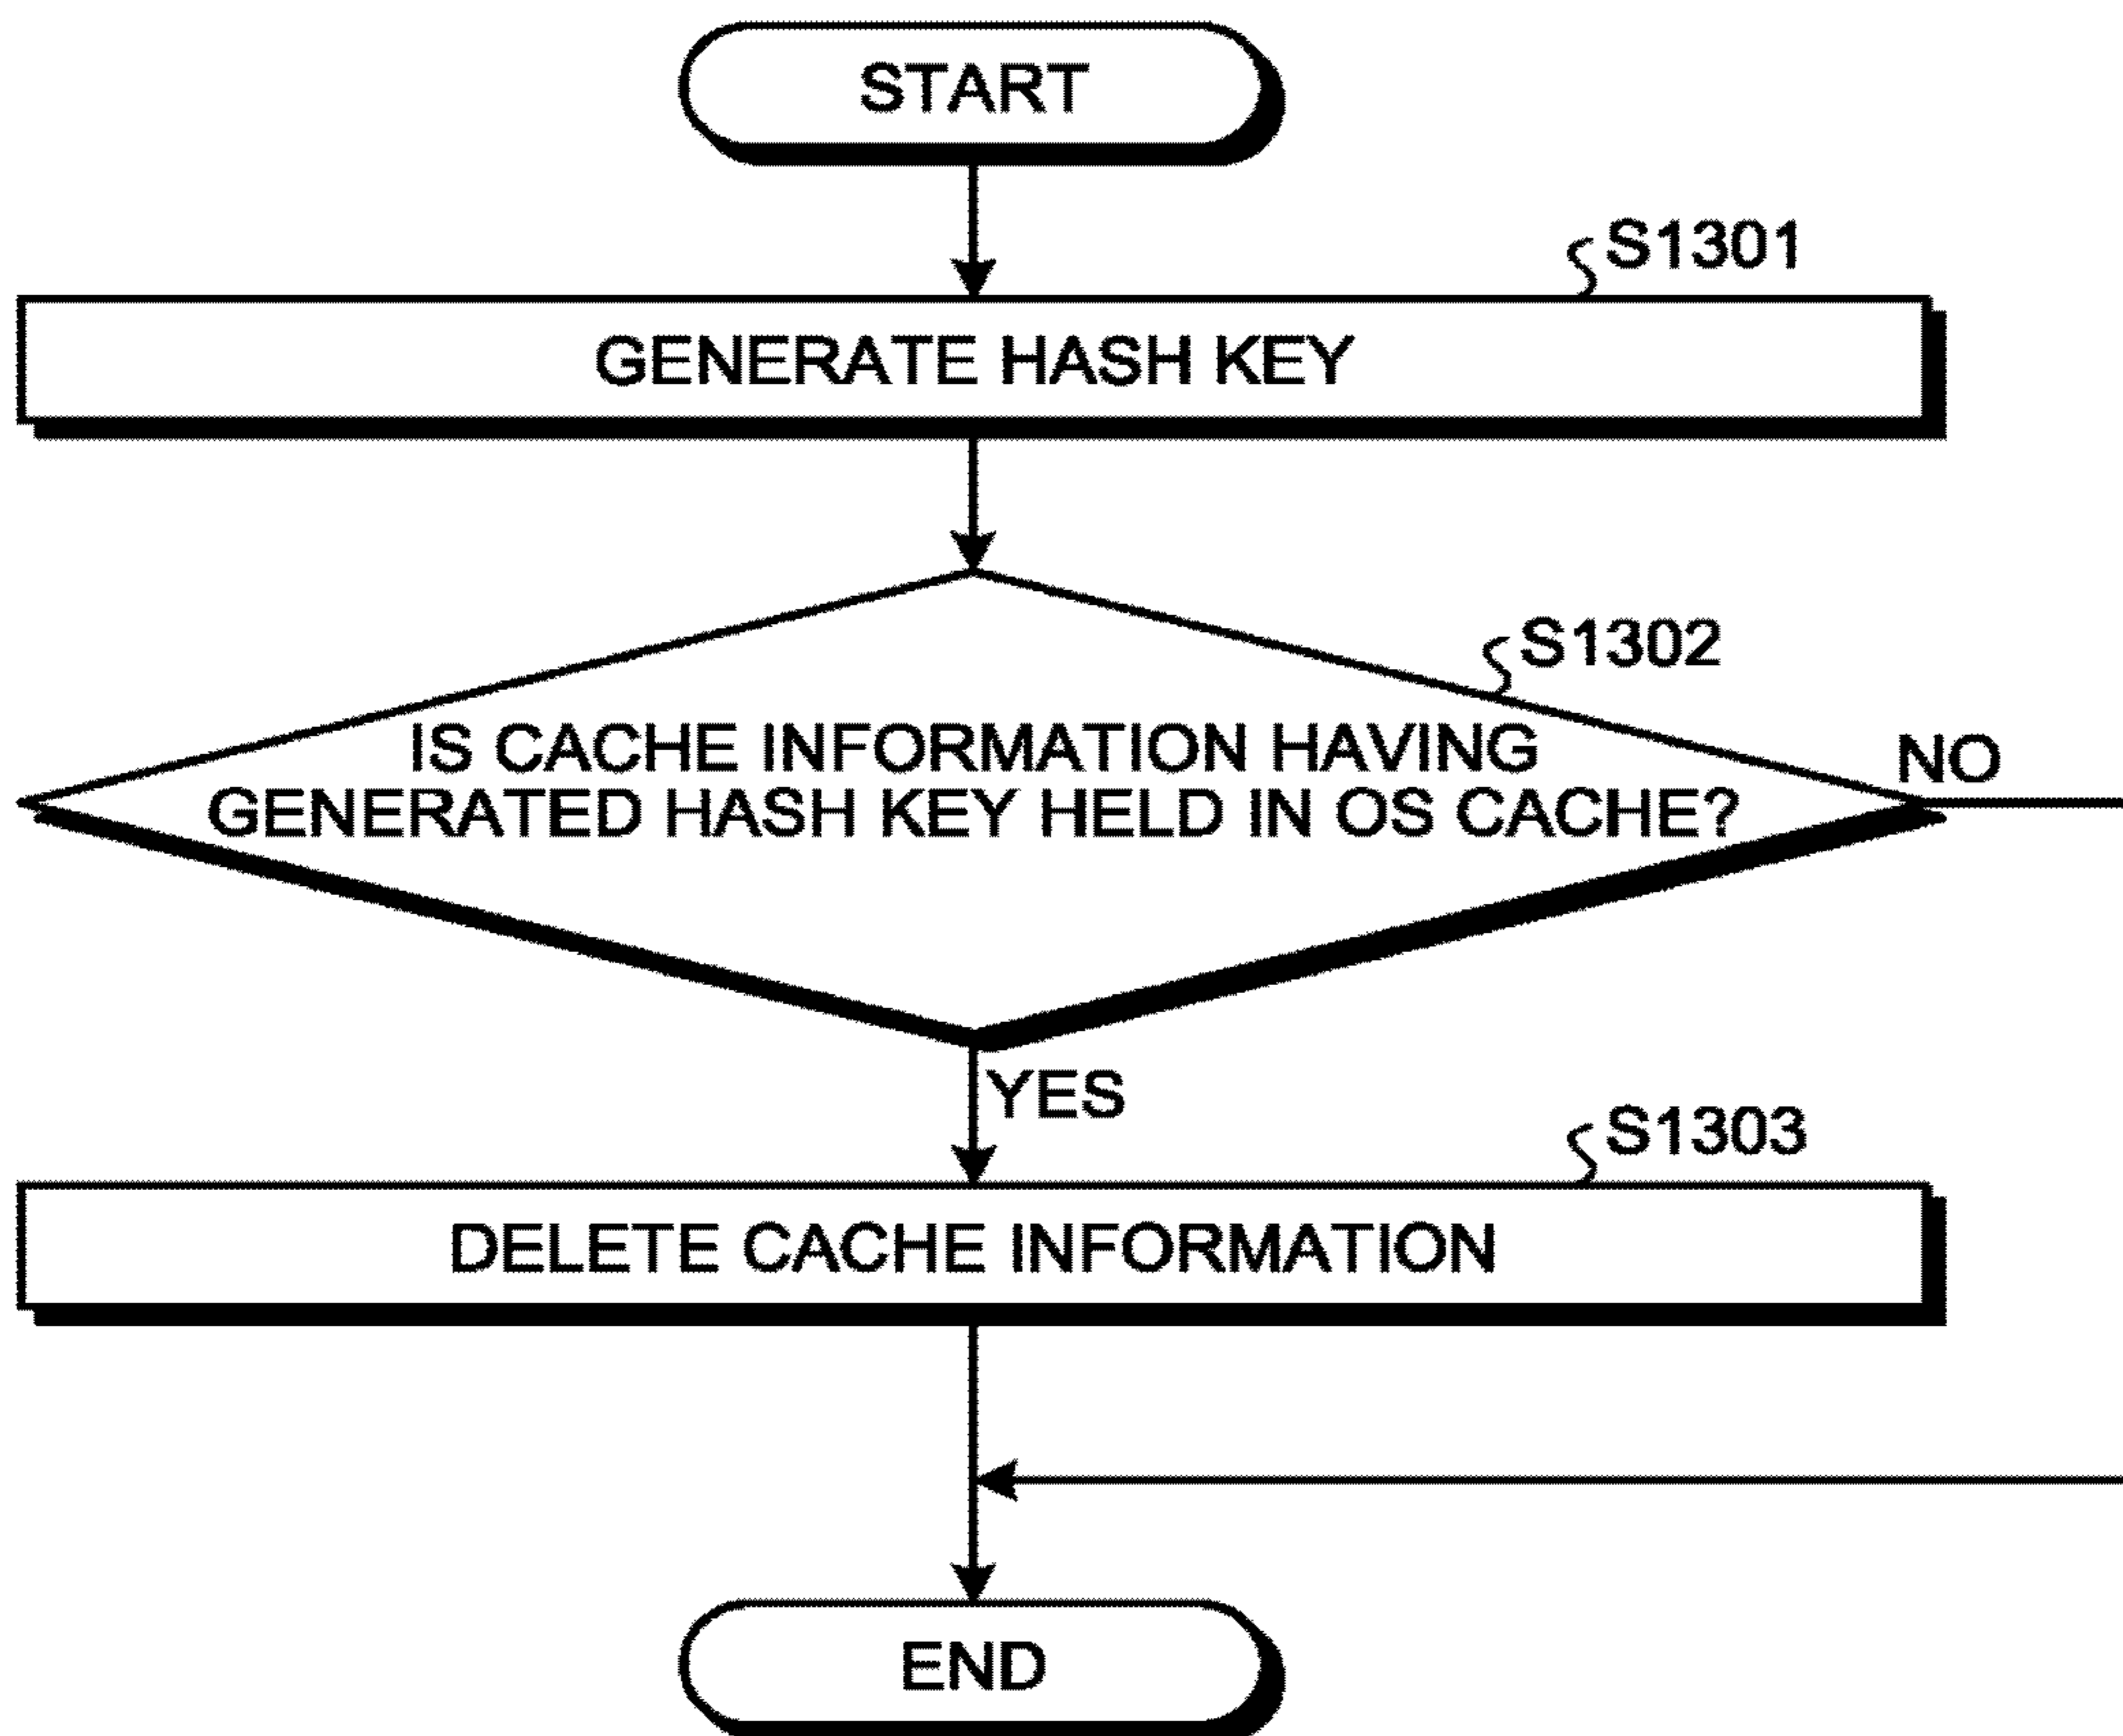 START
S1301
GENERATE HASH KEY
S1302
IS CACHE INFORMATION HAVING
GENERATED HASH KEY HELD IN OS CACHE?
NO
YES
S1303
DELETE CACHE INFORMATION
END